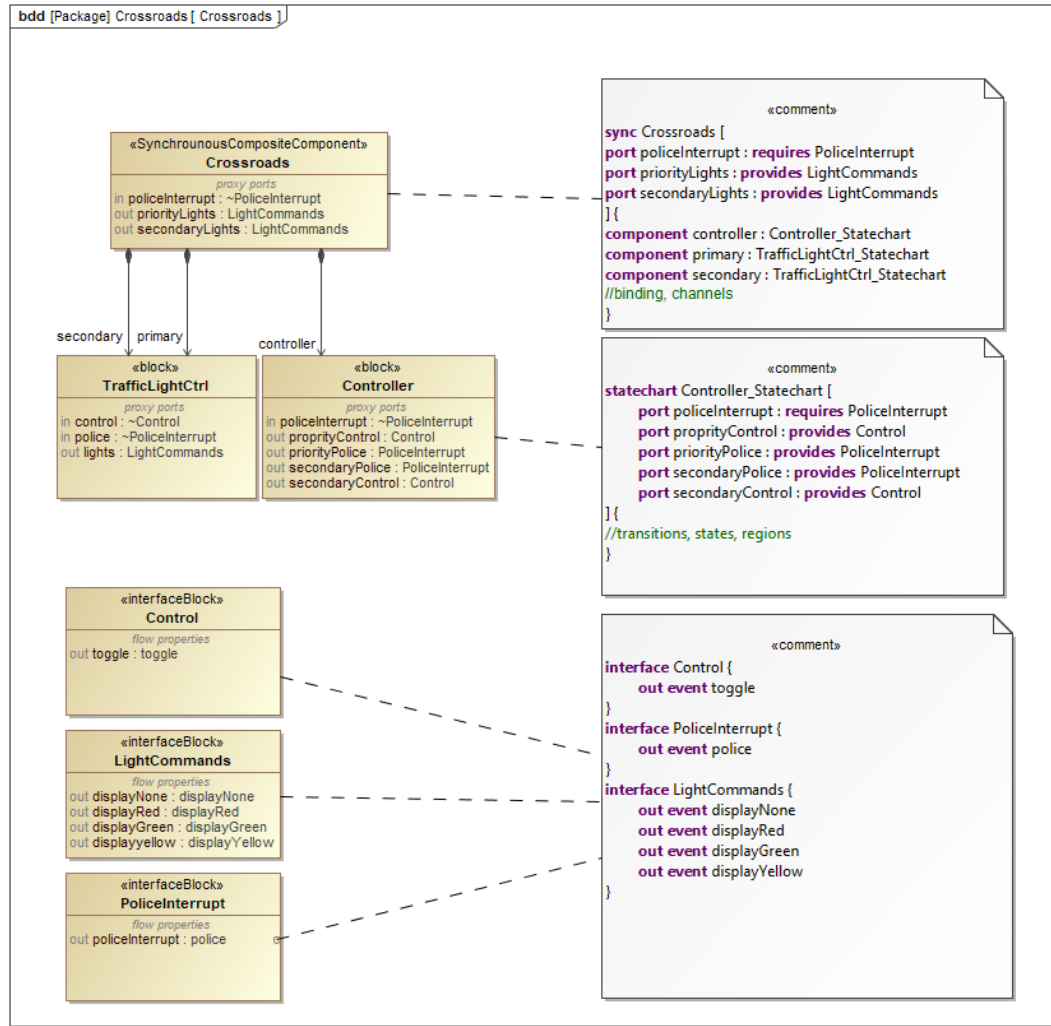 bdd [Package] Crossroads [ Crossroads ]
«SynchrounousCompositeComponent»
Crossroads
proxy ports
in policeInterrupt : ~PoliceInterrupt
out priorityLights : LightCommands
out secondaryLights : LightCommands
secondary
primary
controller
«block»
TrafficLightCtrl
proxy ports
in control : ~Control
in police : ~PoliceInterrupt
out lights : LightCommands
«block»
Controller
proxy ports
in policeInterrupt : ~PoliceInterrupt
out proprityControl : Control
out priorityPolice : PoliceInterrupt
out secondaryPolice : PoliceInterrupt
out secondaryControl : Control
«interfaceBlock»
Control
flow properties
out toggle : toggle
«interfaceBlock»
LightCommands
flow properties
out displayNone : displayNone
out displayRed : displayRed
out displayGreen : displayGreen
out displayyellow : displayYellow
«interfaceBlock»
PoliceInterrupt
flow properties
out policeInterrupt : police
«comment»
sync Crossroads [
port policeInterrupt : requires PoliceInterrupt
port priorityLights : provides LightCommands
port secondaryLights : provides LightCommands
] {
component controller : Controller_Statechart
component primary : TrafficLightCtrl_Statechart
component secondary : TrafficLightCtrl_Statechart
//binding, channels
}
«comment»
statechart Controller_Statechart [
port policeInterrupt : requires PoliceInterrupt
port proprityControl : provides Control
port priorityPolice : provides PoliceInterrupt
port secondaryPolice : provides PoliceInterrupt
port secondaryControl : provides Control
] {
//transitions, states, regions
}
«comment»
interface Control {
out event toggle
}
interface PoliceInterrupt {
out event police
}
interface LightCommands {
out event displayNone
out event displayRed
out event displayGreen
out event displayYellow
}